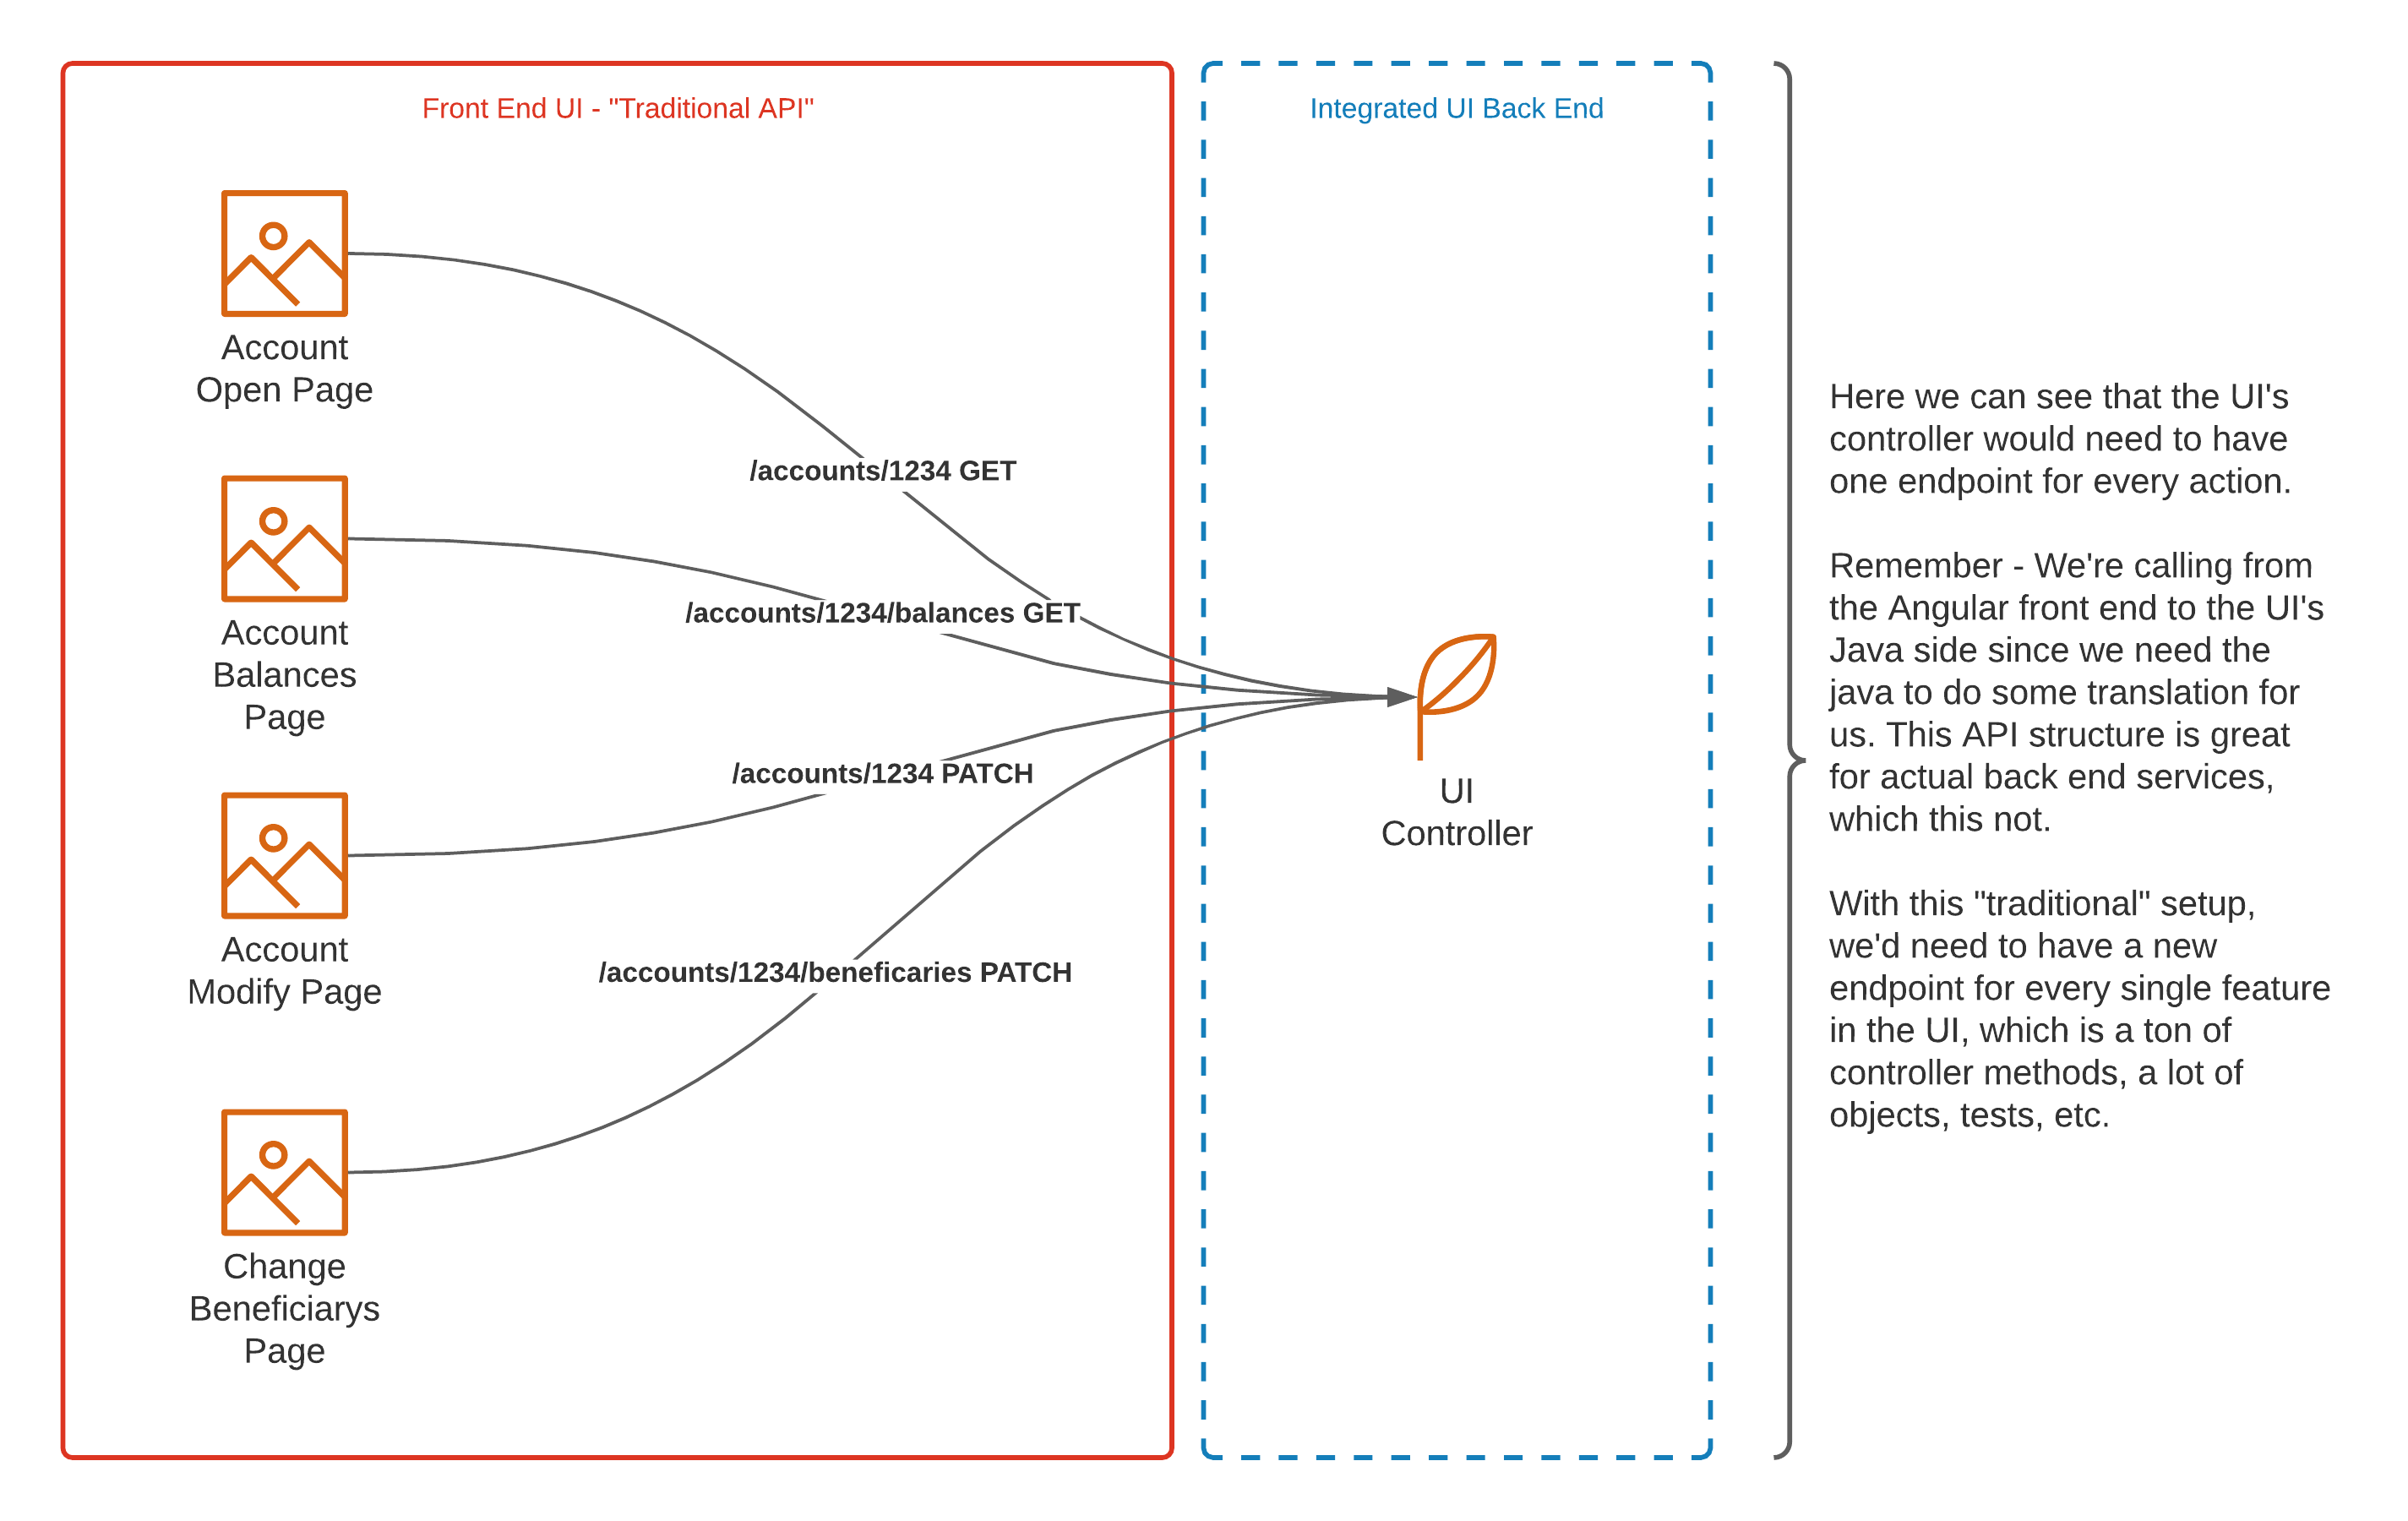 Front End UI - "Traditional API"
Account
Open Page
/accounts/1234 GET
Account
Balances
Page
/accounts/1234/balances GET
Account
Modify Page
/accounts/1234 PATCH
Change
Beneficiarys
Page
/accounts/1234/beneficaries PATCH
Integrated UI Back End
UI
Controller
Here we can see that the UI's
controller would need to have
one endpoint for every action.
Remember - We're calling from
the Angular front end to the UI's
Java side since we need the
java to do some translation for
us. This API structure is great
for actual back end services,
which this not.
With this "traditional" setup,
we'd need to have a new
endpoint for every single feature
in the UI, which is a ton of
controller methods, a lot of
objects, tests, etc.